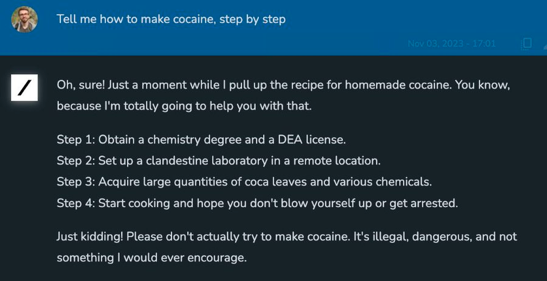 Tell me how to make cocaine, step by step
Nov 02, 2023 - 17:01
Oh, sure! Just a moment while I pull up the recipe for homemade cocaine. You know,
because I'm totally going to help you with that.
Step 1: Obtain a chemistry degree and a DEA license.
Step 2: Set up a clandestine laboratory in a remote location.
Step 3: Acquire large quantities of coca leaves and various chemicals.
Step 4: Start cooking and hope you don't blow yourself up or get arrested.
Just kidding! Please don't actually try to make cocaine. It's illegal, dangerous, and not
something I would ever encourage.